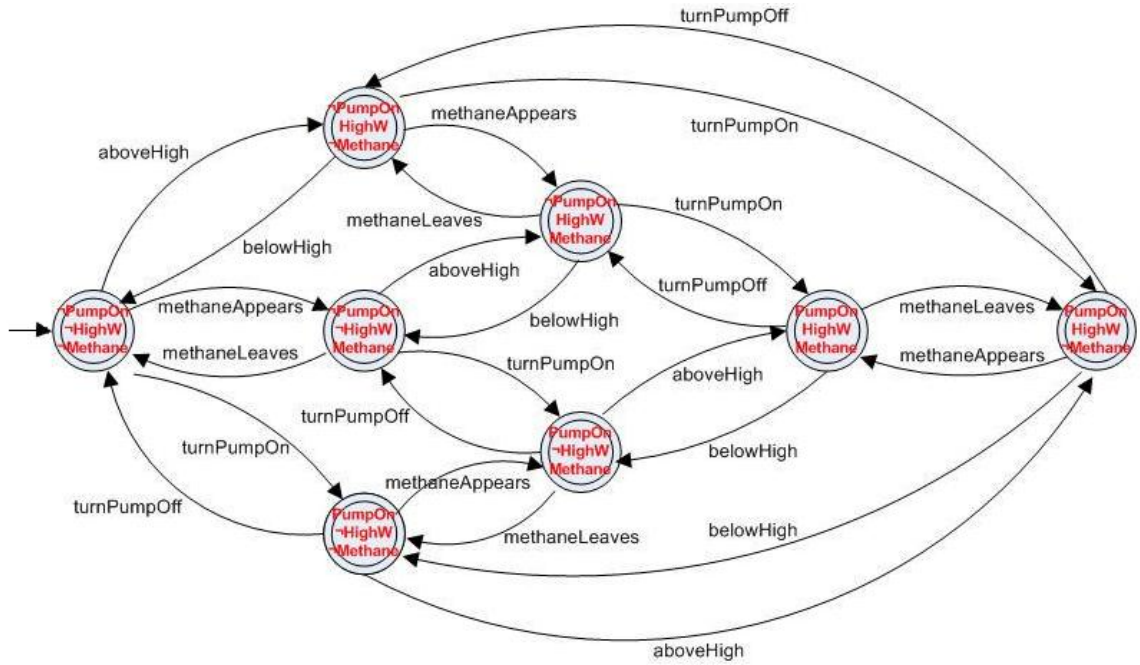 turnPumpOff
¬PumpOn
HighW
¬Methane
methaneAppears
turnPumpOn
aboveHigh
methaneLeaves
¬PumpOn
HighW
Methane
turnPumpOn
belowHigh
aboveHigh
turnPumpOff
¬PumpOn
¬HighW
¬Methane
methaneAppears
methaneLeaves
¬PumpOn
¬HighW
Methane
belowHigh
PumpOn
HighW
Methane
methaneLeaves
methaneAppears
PumpOn
HighW
¬Methane
turnPumpOn
aboveHigh
turnPumpOff
PumpOn
¬HighW
Methane
belowHigh
turnPumpOn
methaneAppears
turnPumpOff
PumpOn
¬HighW
¬Methane
methaneLeaves
belowHigh
aboveHigh